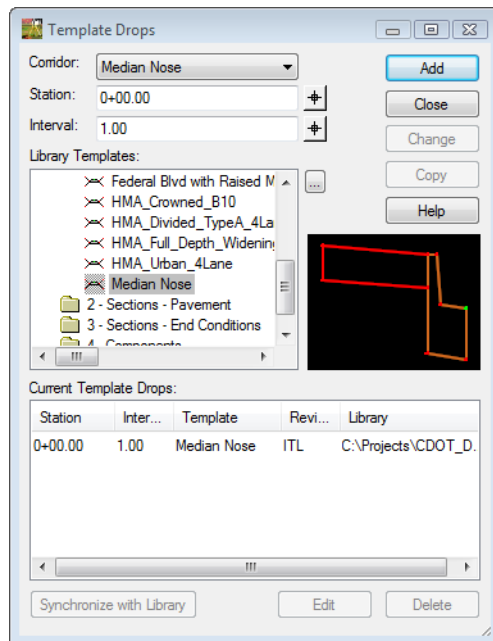 Template Drops
Corridor: Median Nose
Add
Station: 0+00.00
Close
Interval: 1.00
Change
Library Templates:
Copy
...
Help
Federal Blvd with Raised M
HMA_Crowned_B10
HMA_Divided_TypeA_4La
HMA_Full_Depth_Widening
HMA_Urban_4Lane
Median Nose
2 - Sections - Pavement
3 - Sections - End Conditions
4 - Components
Current Template Drops:
Station Inter... Template Revi... Library
0+00.00 1.00 Median Nose ITL C:\Projects\CDOT_D.
Synchronize with Library Edit Delete